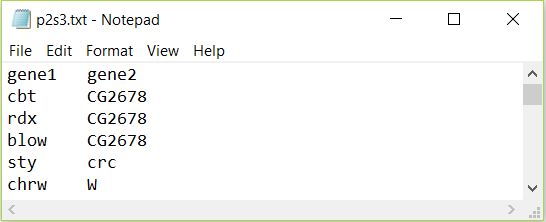 p2s3.txt - Notepad
File Edit Format View Help
gene1 gene2
cbt CG2678
rdx CG2678
blow CG2678
sty crc
chrw W